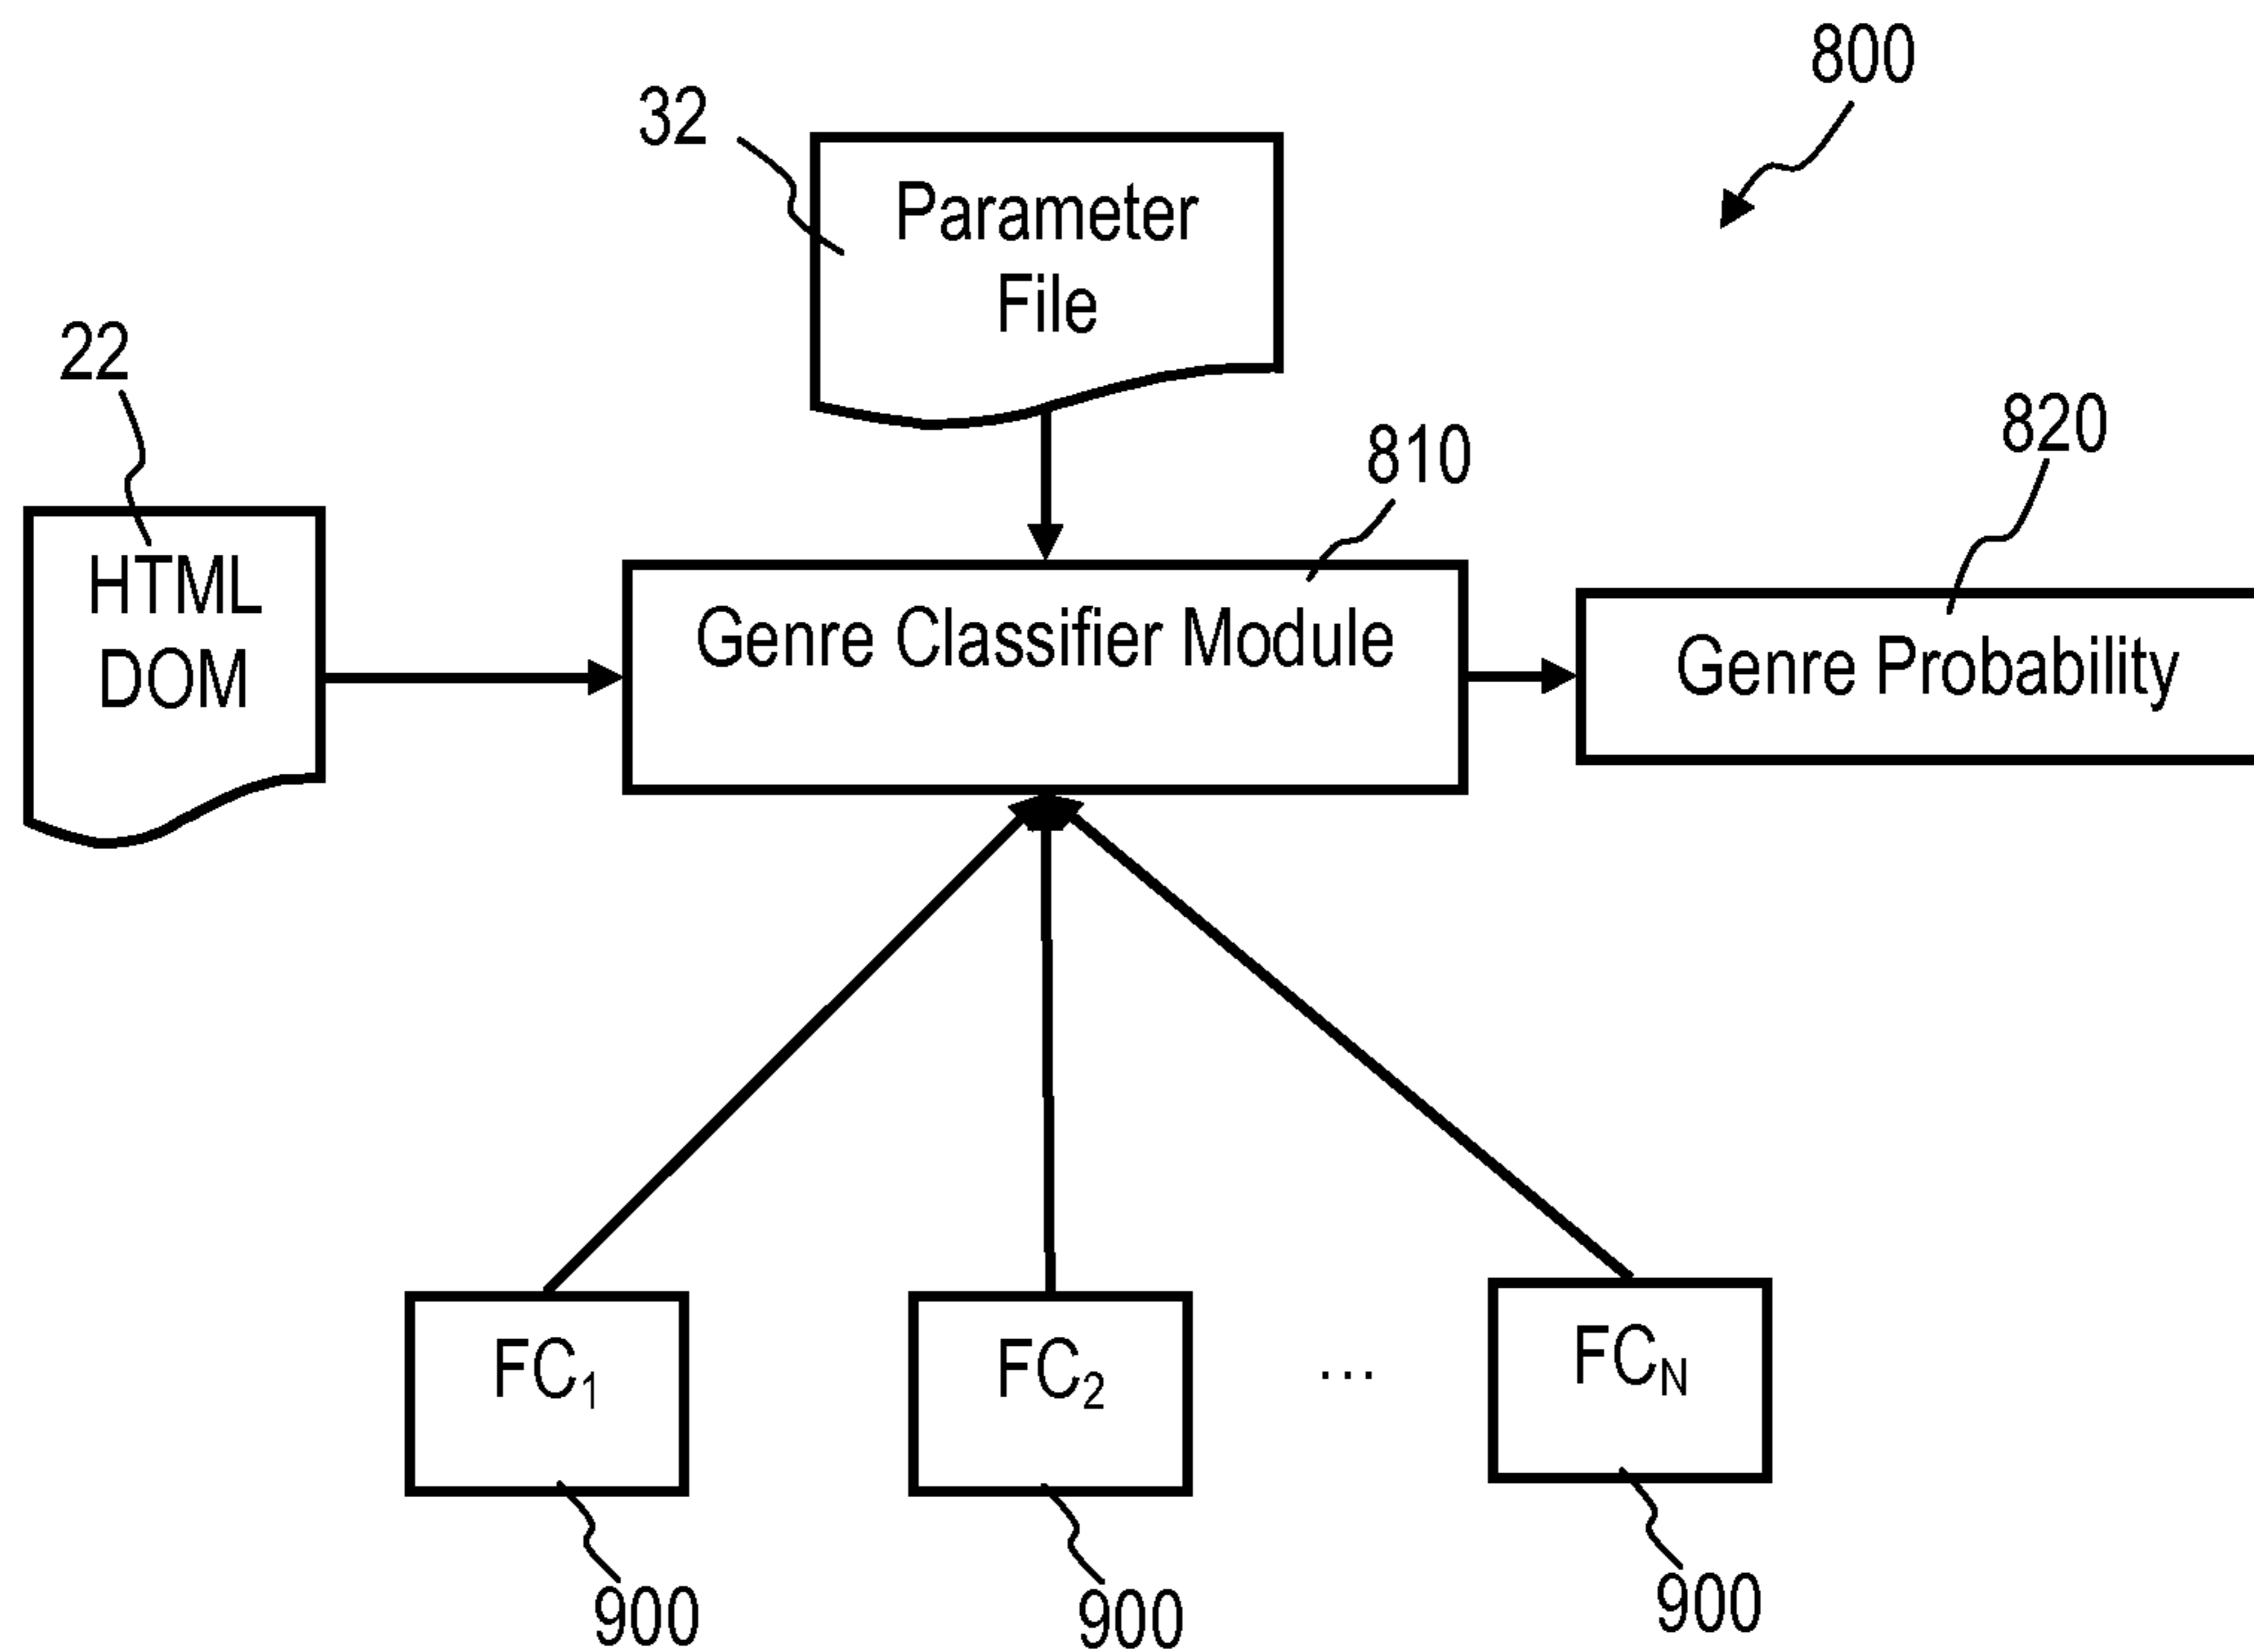 800
32
Parameter
File
22
810
820
HTML
DOM
Genre Classifier Module
Genre Probability
FC₁
FC₂
...
FC_N
900
900
900